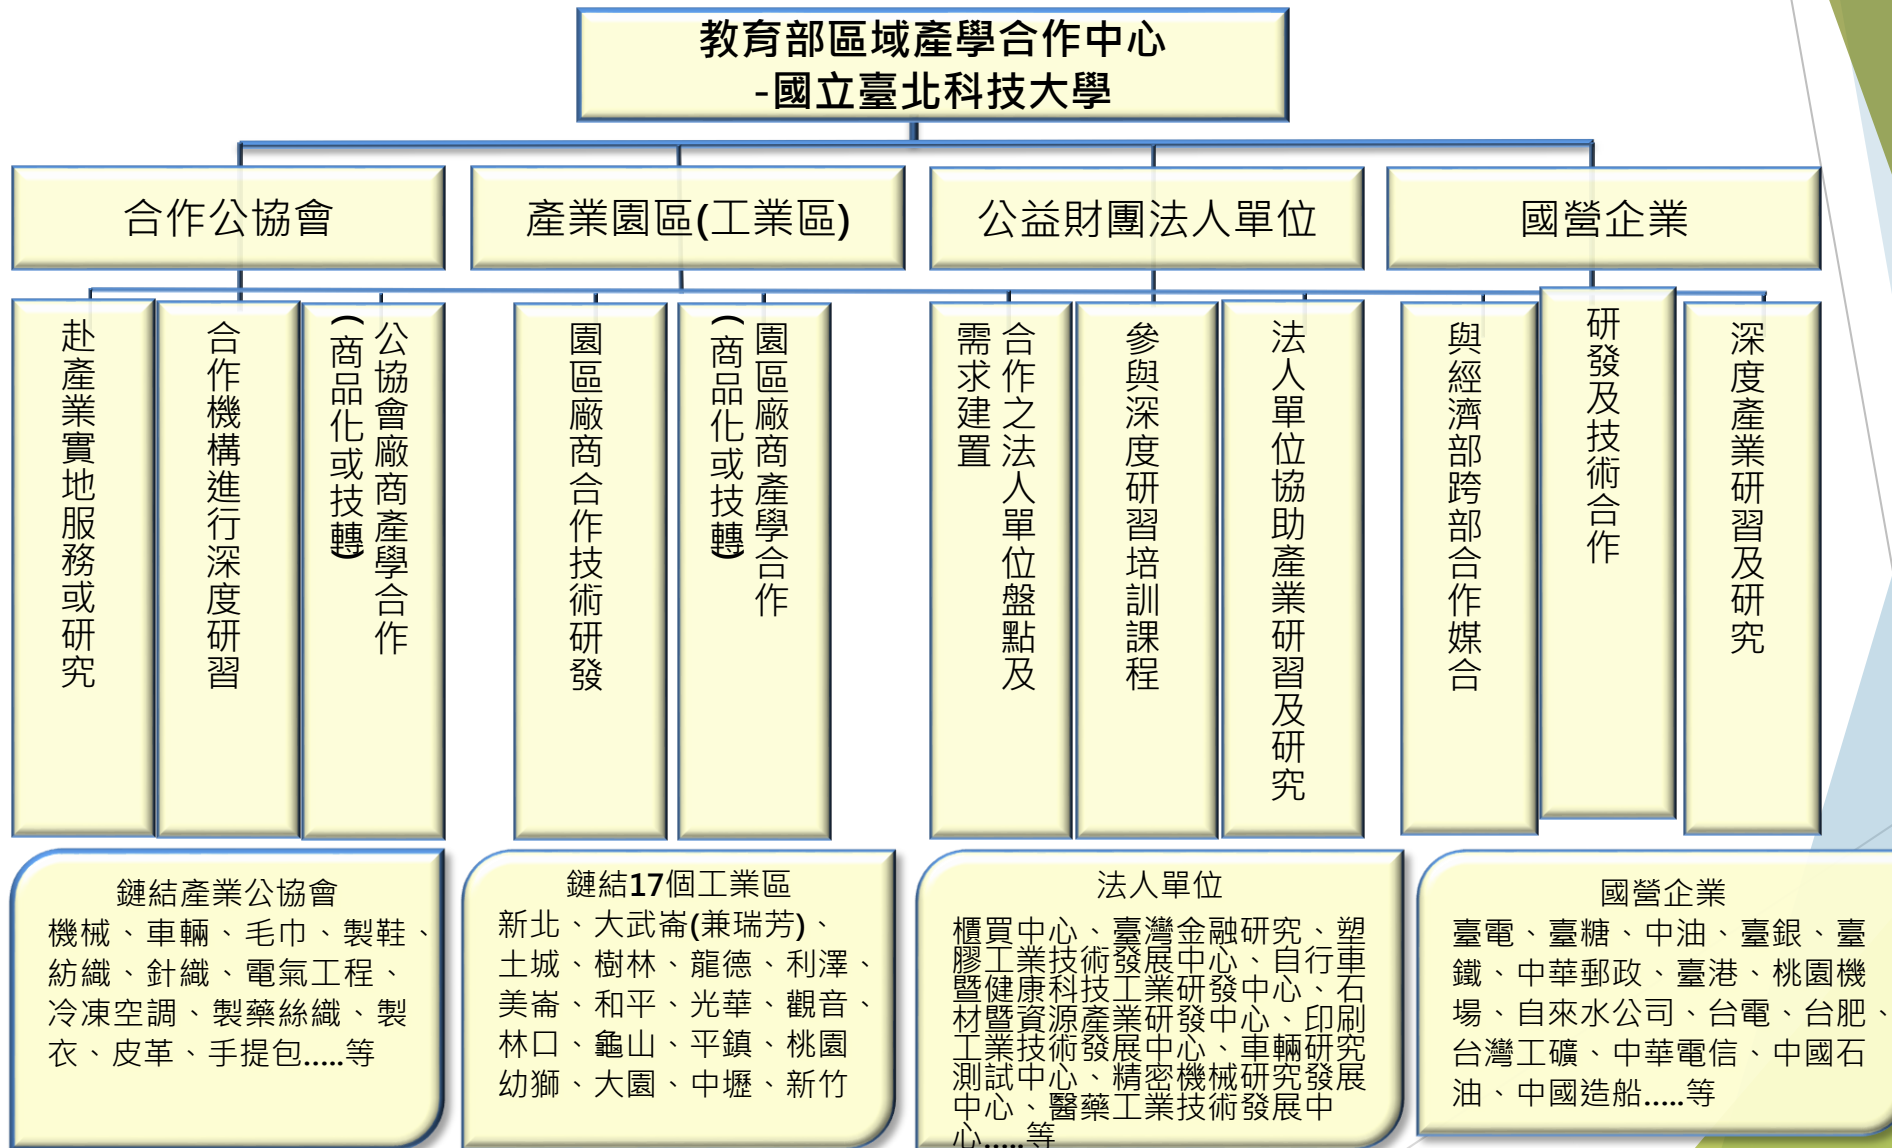 教育部區域產學合作中心
-國立臺北科技大學
合作公協會
產業園區(工業區)
公益財團法人單位
國營企業
赴產業實地服務或研究
合作機構進行深度研習
公協會廠商產學合作
(商品化或技轉)
園區廠商合作技術研發
園區廠商產學合作
(商品化或技轉)
合作之法人單位盤點及
需求建置
參與深度研習培訓課程
法人單位協助產業研習及研究
與經濟部跨部合作媒合
研發及技術合作
深度產業研習及研究
鏈結產業公協會
機械、車輛、毛巾、製鞋、
紡織、針織、電氣工程、
冷凍空調、製藥絲織、製
衣、皮革、手提包.....等
鏈結17個工業區
新北、大武崙(兼瑞芳)、
土城、樹林、龍德、利澤、
美崙、和平、光華、觀音、
林口、龜山、平鎮、桃園
幼獅、大園、中壢、新竹
法人單位
櫃買中心、臺灣金融研究、塑
膠工業技術發展中心、自行車
暨健康科技工業研發中心、石
材暨資源產業研發中心、印刷
工業技術發展中心、車輛研究
測試中心、精密機械研究發展
中心、醫藥工業技術發展中
心.....等
國營企業
臺電、臺糖、中油、臺銀、臺
鐵、中華郵政、臺港、桃園機
場、自來水公司、台電、台肥、
台灣工礦、中華電信、中國石
油、中國造船.....等